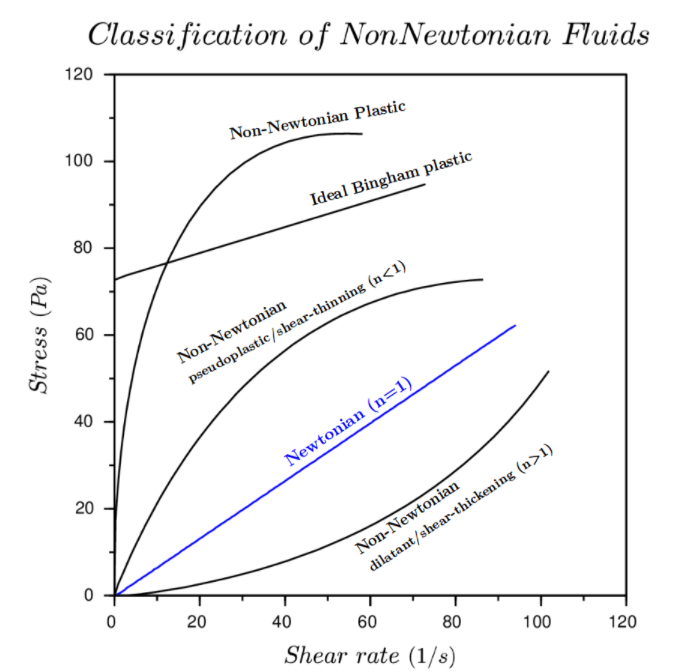 Classification of NonNewtonian Fluids
120
100
80
60
40
20
0
Stress (Pa)
Non-Newtonian Plastic
Ideal Bingham plastic
Non-Newtonian
pseudoplastic/shear-thinning (n<1)
Newtonian (n=1)
Non-Newtonian
dilatant/shear-thickening (n>1)
0 20 40 60 80 100 120
Shear rate (1/s)